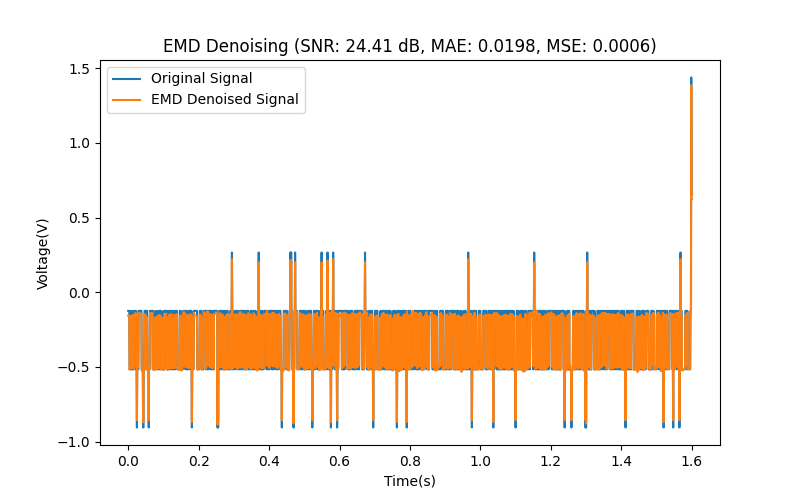 EMD Denoising (SNR: 24.41 dB, MAE: 0.0198, MSE: 0.0006)
Original Signal
EMD Denoised Signal
1.5
1.0
0.5
0.0
−0.5
−1.0
Voltage(V)
0.0 0.2 0.4 0.6 0.8 1.0 1.2 1.4 1.6
Time(s)